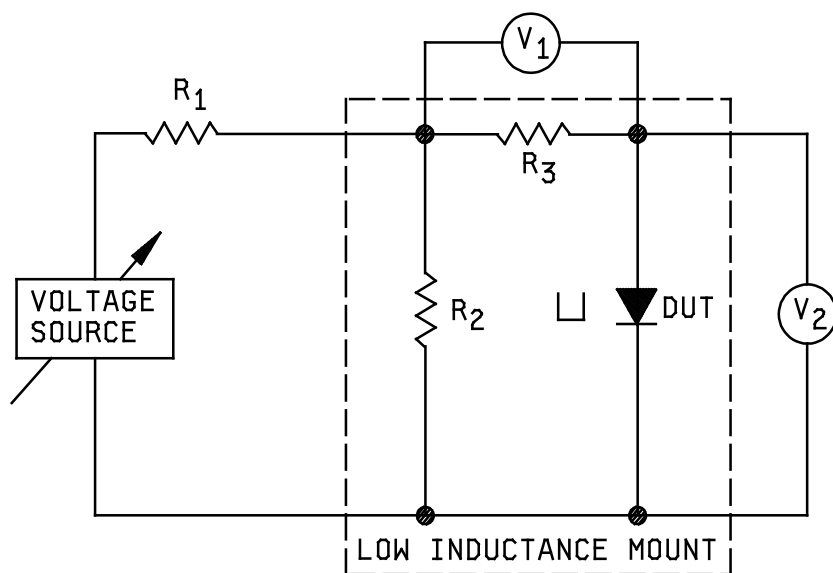 V1
R1
R3
VOLTAGE
SOURCE
R2
DUT
V2
LOW INDUCTANCE MOUNT